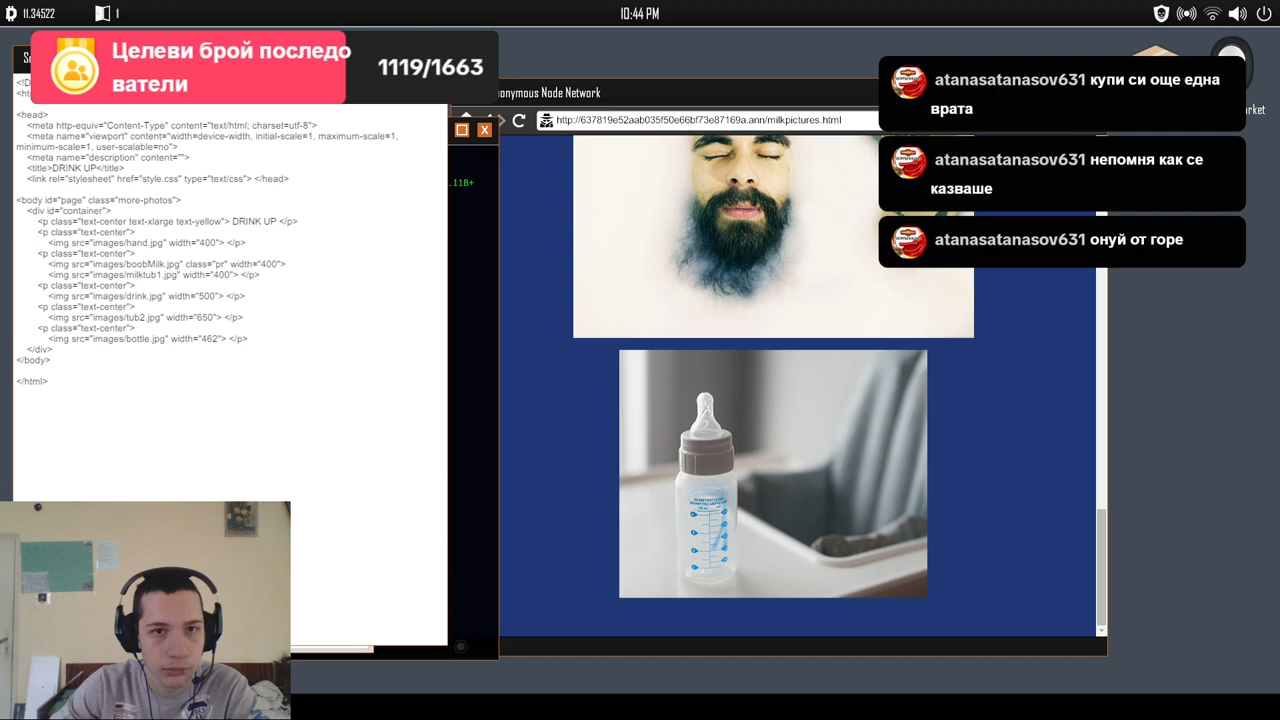 11.34522
1
10:44 PM
Целеви брой последо
ватели
1119/1663
atanasatanasov631 купи си още една
врата
atanasatanasov631 непомня как се
казваше
atanasatanasov631 онуй от горе
onymous Node Network
http://637819e52aab035f50e66bf73e87169a.ann/milkpictures.html
arket
.11B+
<head>
<meta http-equiv="Content-Type" content="text/html; charset=utf-8">
<meta name="viewport" content="width=device-width, initial-scale=1, maximum-scale=1,
minimum-scale=1, user-scalable=no">
<meta name="description" content="">
<title>DRINK UP</title>
<link rel="stylesheet" href="style.css" type="text/css"> </head>
<body id="page" class="more-photos">
<div id="container">
<p class="text-center text-xlarge text-yellow"> DRINK UP </p>
<p class="text-center">
<img src="images/hand.jpg" width="400"> </p>
<p class="text-center">
<img src="images/boobMilk.jpg" class="pr" width="400">
<img src="images/milktub1.jpg" width="400"> </p>
<p class="text-center">
<img src="images/drink.jpg" width="500"> </p>
<p class="text-center">
<img src="images/tub2.jpg" width="650"> </p>
<p class="text-center">
<img src="images/bottle.jpg" width="462"> </p>
</div>
</body>
</html>